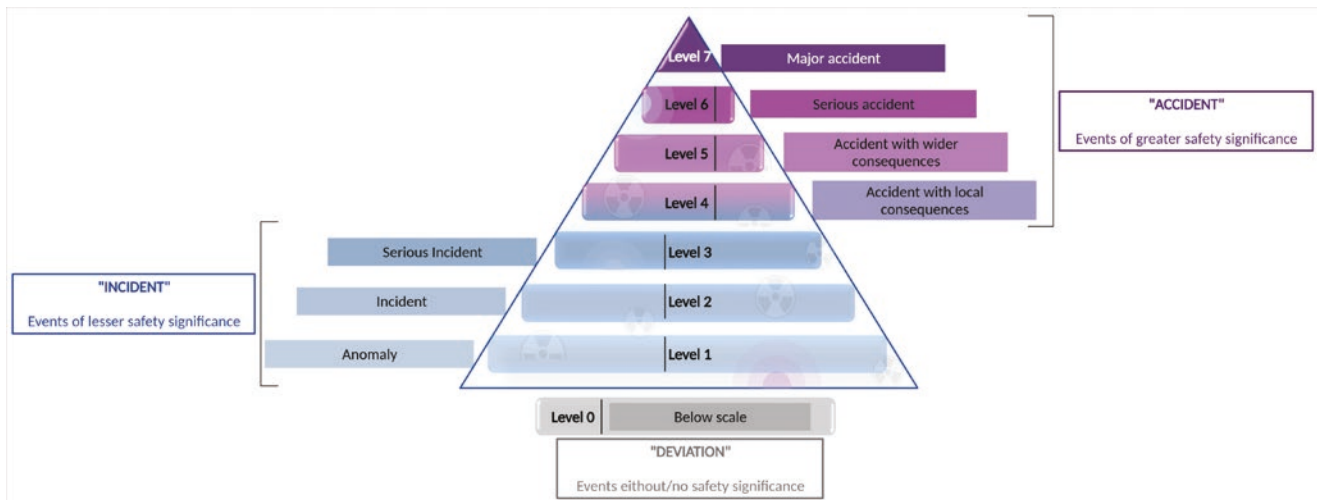 Level 7
Major accident
Level 6
Serious accident
"ACCIDENT"
Events of greater safety significance
Level 5
Accident with wider
consequences
Level 4
Accident with local
consequences
Serious Incident
Level 3
"INCIDENT"
Events of lesser safety significance
Incident
Level 2
Anomaly
Level 1
Level 0
Below scale
"DEVIATION"
Events eithout/no safety significance